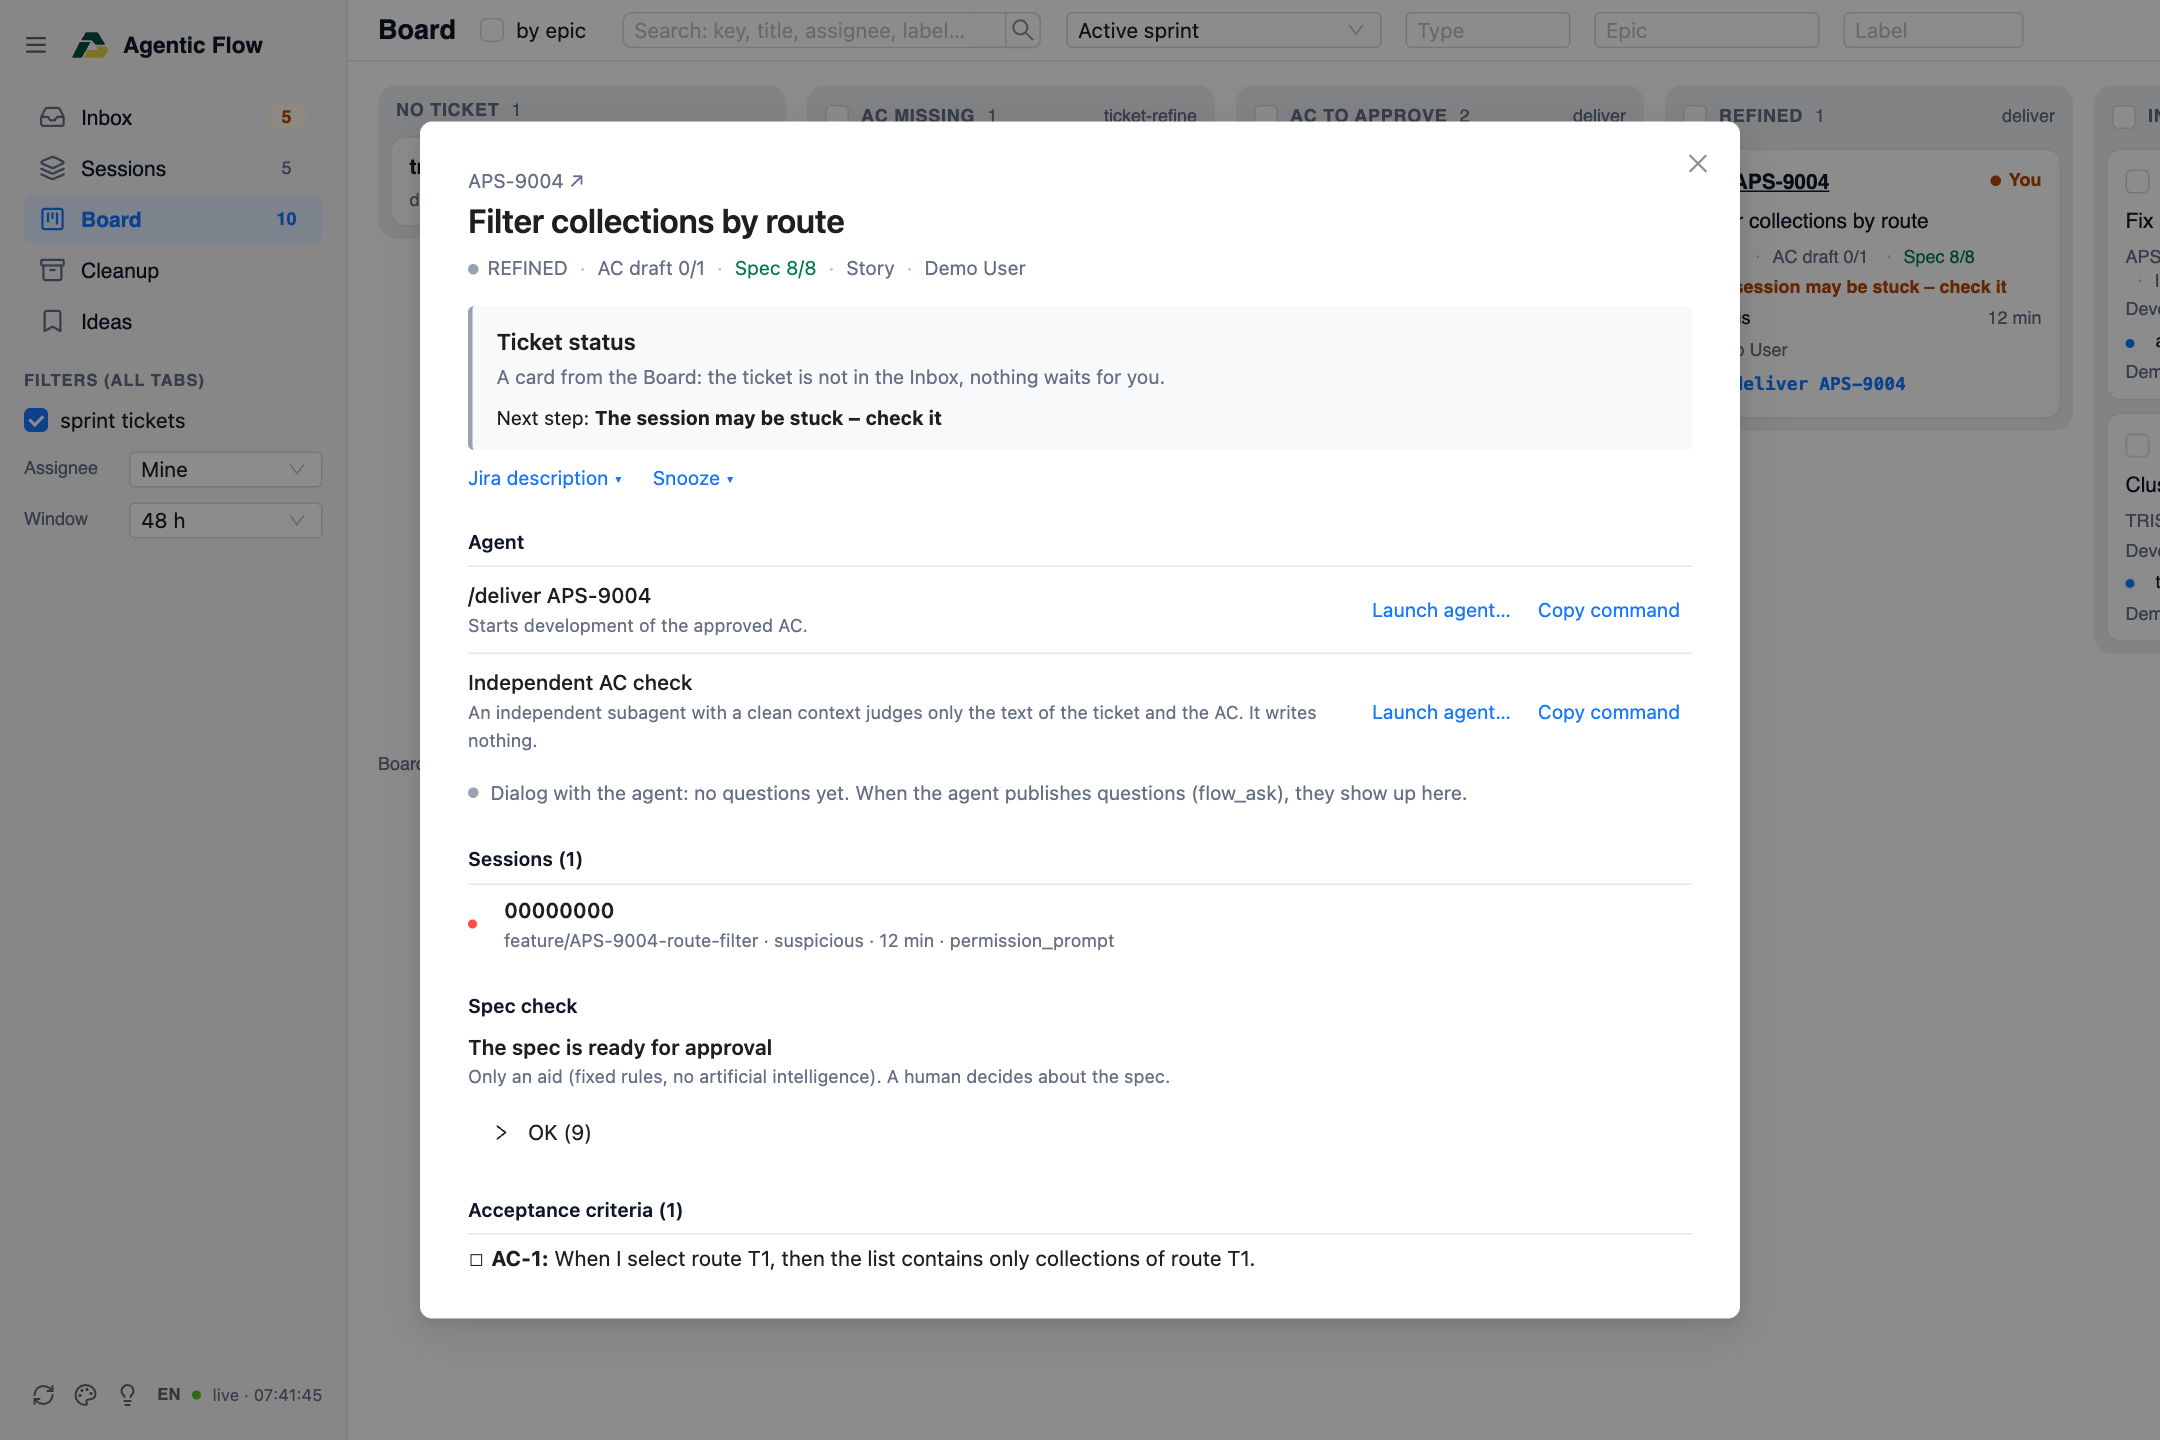 Agentic Flow
Inbox 5
Sessions 5
Board 10
Cleanup
Ideas
FILTERS (ALL TABS)
sprint tickets
Assignee Mine
Window 48 h
EN live · 07:41:45
Board by epic Search: key, title, assignee, label... Active sprint Type Epic Label
NO TICKET 1
AC MISSING 1 ticket-refine
AC TO APPROVE 2 deliver
REFINED 1 deliver
APS-9004 You
collections by route
· AC draft 0/1 · Spec 8/8
session may be stuck – check it
12 min
User
deliver APS-9004
Fix
APS-9004 ↗
Filter collections by route
REFINED · AC draft 0/1 · Spec 8/8 · Story · Demo User
Ticket status
A card from the Board: the ticket is not in the Inbox, nothing waits for you.
Next step: The session may be stuck – check it
Jira description ▾ Snooze ▾
Agent
/deliver APS-9004
Starts development of the approved AC.
Launch agent... Copy command
Independent AC check
An independent subagent with a clean context judges only the text of the ticket and the AC. It writes
nothing.
Launch agent... Copy command
Dialog with the agent: no questions yet. When the agent publishes questions (flow_ask), they show up here.
Sessions (1)
00000000
feature/APS-9004-route-filter · suspicious · 12 min · permission_prompt
Spec check
The spec is ready for approval
Only an aid (fixed rules, no artificial intelligence). A human decides about the spec.
OK (9)
Acceptance criteria (1)
☐ AC-1: When I select route T1, then the list contains only collections of route T1.